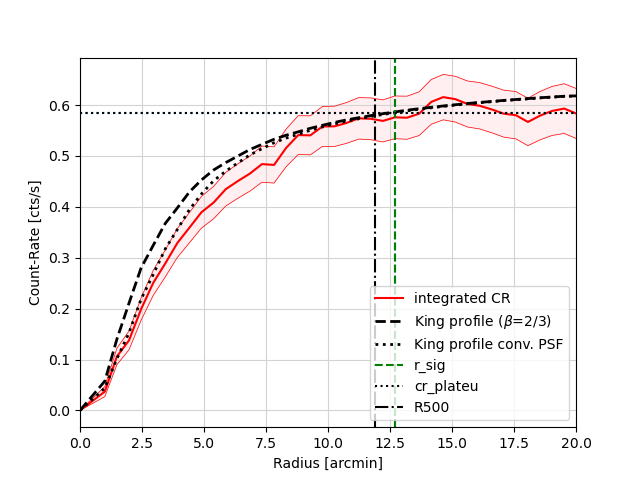 0.6
0.5
0.4
0.3
0.2
0.1
0.0
Count-Rate [cts/s]
integrated CR
King profile (β=2/3)
King profile conv. PSF
r_sig
cr_plateu
R500
0.0 2.5 5.0 7.5 10.0 12.5 15.0 17.5 20.0
Radius [arcmin]